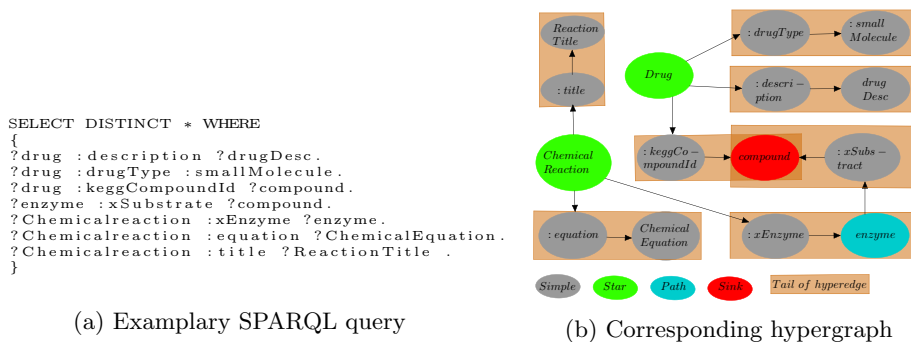 SELECT DISTINCT * WHERE
{
?drug :description ?drugDesc.
?drug :drugType :smallMolecule.
?drug :keggCompoundId ?compound.
?enzyme :xSubstrate ?compound.
?Chemicalreaction :xEnzyme ?enzyme.
?Chemicalreaction :equation ?ChemicalEquation.
?Chemicalreaction :title ?ReactionTitle .
}
(a) Examplary SPARQL query
Reaction
Title
: title
Drug
: drugType
: small
Molecule
: descri−
ption
drug
Desc
Chemical
Reaction
: keggCo−
mpoundId
compound
: xSubs−
tract
: equation
Chemical
Equation
: xEnzyme
enzyme
Simple
Star
Path
Sink
Tail of hyperedge
(b) Corresponding hypergraph